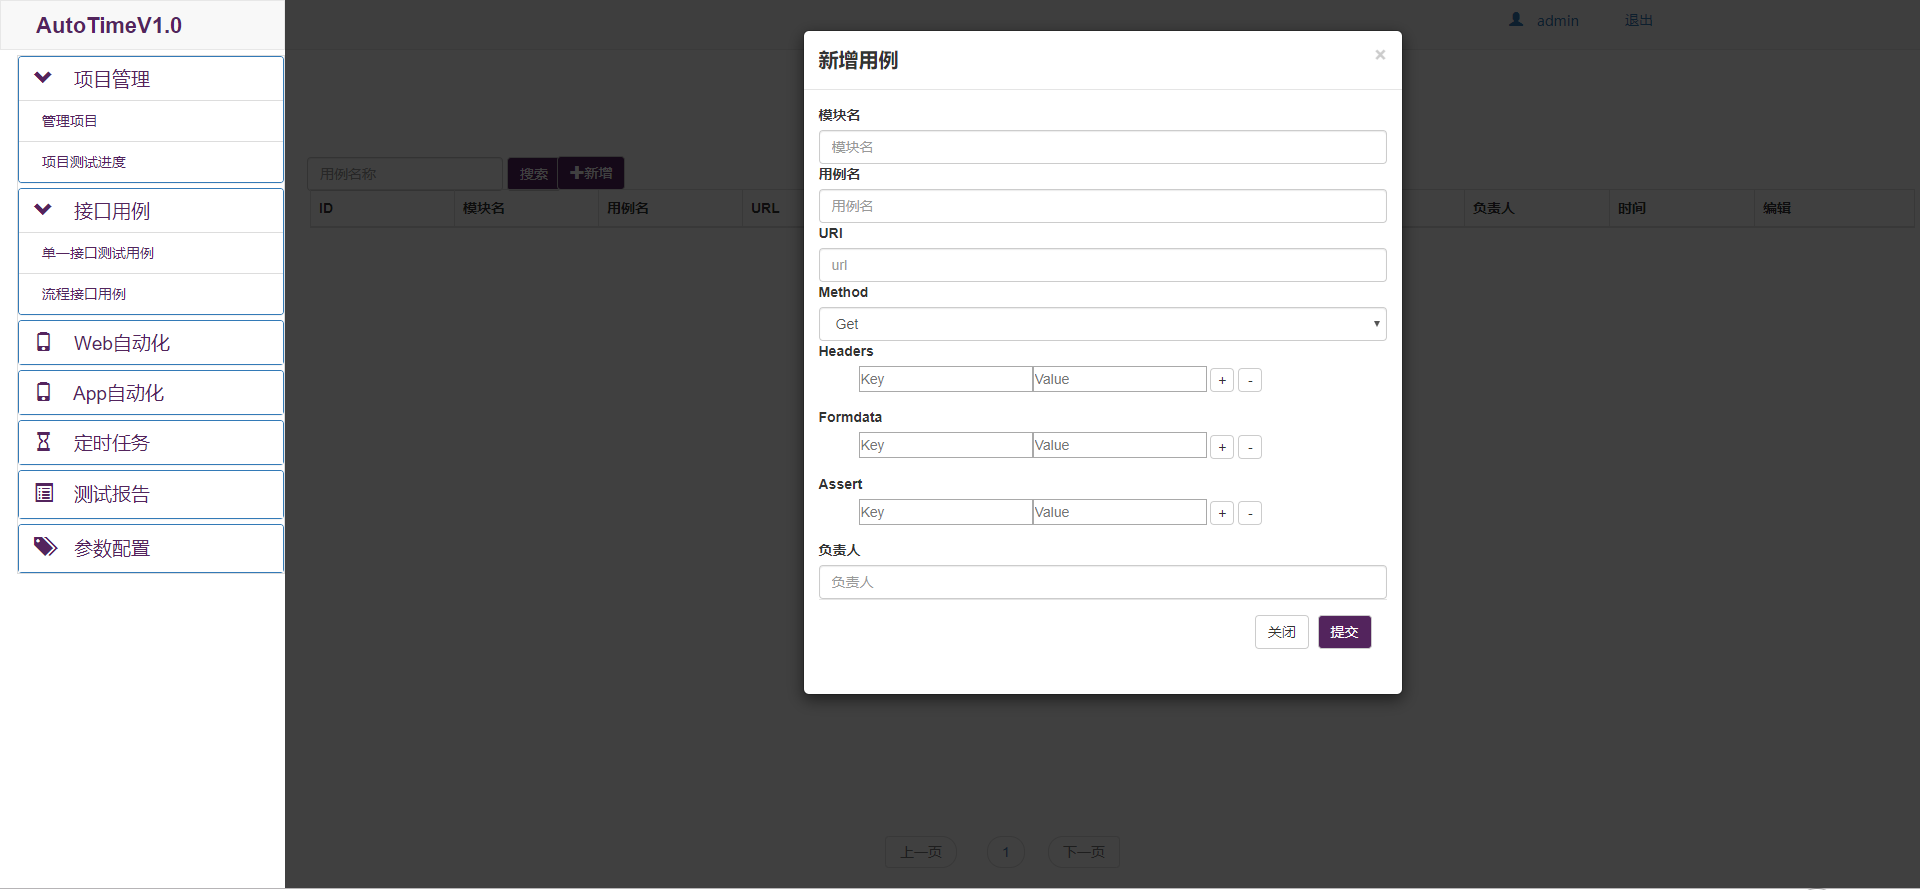 AutoTimeV1.0
admin
退出
项目管理
管理项目
项目测试进度
接口用例
单一接口测试用例
流程接口用例
Web自动化
App自动化
定时任务
测试报告
参数配置
用例名称
搜索
新增
ID 模块名 用例名 URL 负责人 时间 编辑
新增用例 ×
模块名
模块名
用例名
用例名
URl
url
Method
Get
Headers
Key Value + -
Formdata
Key Value + -
Assert
Key Value + -
负责人
负责人
关闭 提交
上一页 1 下一页